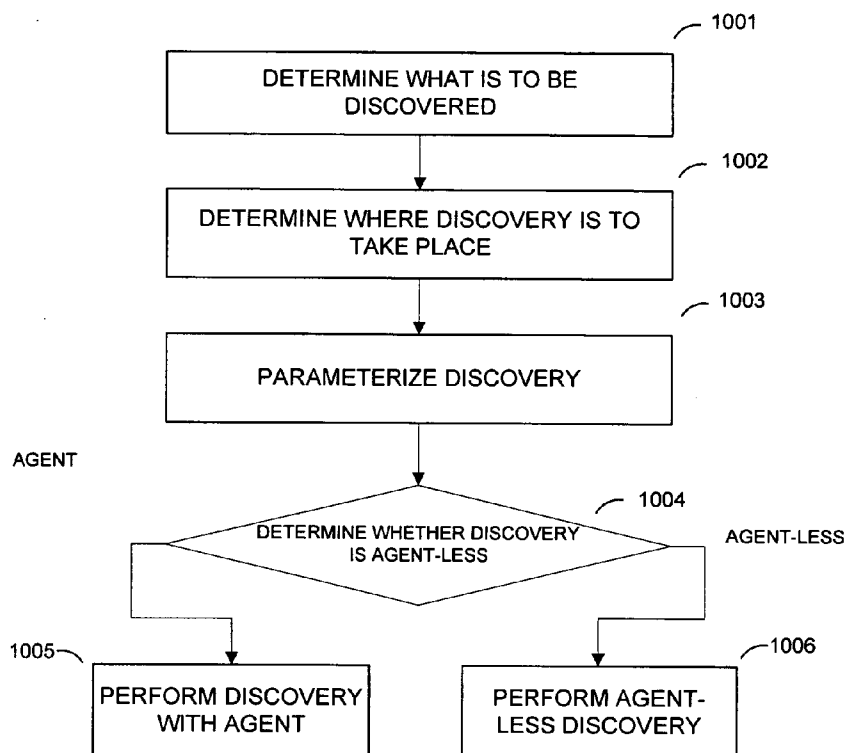 1001
DETERMINE WHAT IS TO BE
DISCOVERED
1002
DETERMINE WHERE DISCOVERY IS TO
TAKE PLACE
1003
PARAMETERIZE DISCOVERY
AGENT
1004
DETERMINE WHETHER DISCOVERY
IS AGENT-LESS
AGENT-LESS
1005
PERFORM DISCOVERY
WITH AGENT
1006
PERFORM AGENT-
LESS DISCOVERY